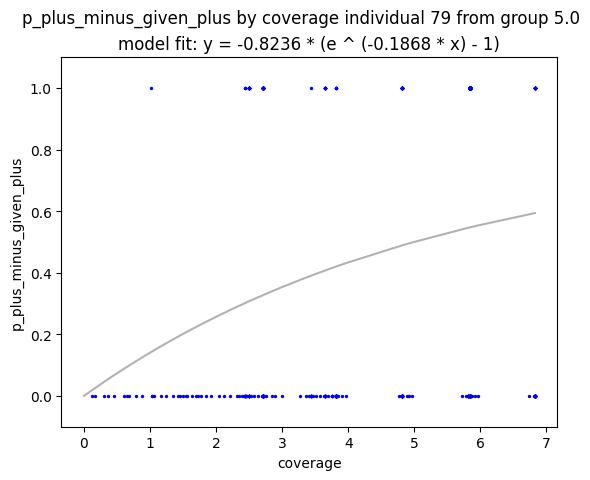 p_plus_minus_given_plus by coverage individual 79 from group 5.0
model fit: y = -0.8236 * (e ^ (-0.1868 * x) - 1)
1.0
0.8
0.6
0.4
0.2
0.0
p_plus_minus_given_plus
0 1 2 3 4 5 6 7
coverage